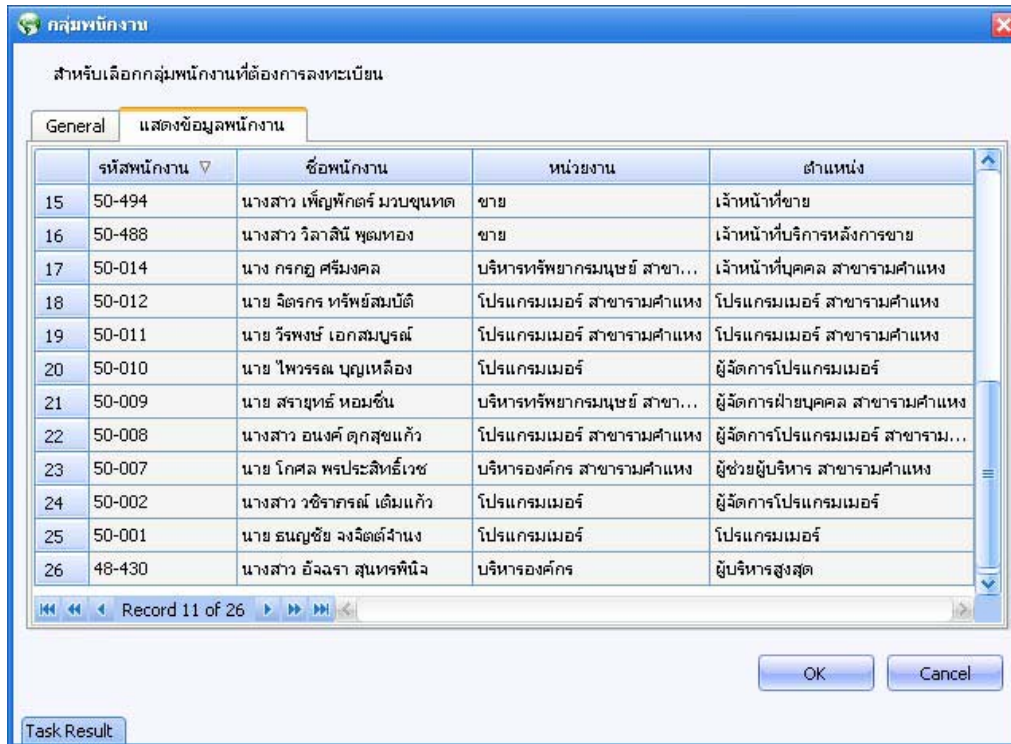 กลุ่มพนักงาน
สำหรับเลือกกลุ่มพนักงานที่ต้องการลงทะเบียน
General แสดงข้อมูลพนักงาน
รหัสพนักงาน ชื่อพนักงาน หน่วยงาน ตำแหน่ง
15 50-494 นางสาว เพ็ญพักตร์ มวบขุนทด ขาย เจ้าหน้าที่ขาย
16 50-488 นางสาว วิลาสินี พุฒทอง ขาย เจ้าหน้าที่บริการหลังการขาย
17 50-014 นาง กรกฎ ศรีมงคล บริหารทรัพยากรมนุษย์ สาขา... เจ้าหน้าที่บุคคล สาขารามคำแหง
18 50-012 นาย จิตรกร ทรัพย์สมบัติ โปรแกรมเมอร์ สาขารามคำแหง โปรแกรมเมอร์ สาขารามคำแหง
19 50-011 นาย วีรพงษ์ เอกสมบูรณ์ โปรแกรมเมอร์ สาขารามคำแหง โปรแกรมเมอร์ สาขารามคำแหง
20 50-010 นาย ไพวรรณ บุญเหลือง โปรแกรมเมอร์ ผู้จัดการโปรแกรมเมอร์
21 50-009 นาย สรายุทธ์ หอมชื่น บริหารทรัพยากรมนุษย์ สาขา... ผู้จัดการฝ่ายบุคคล สาขารามคำแหง
22 50-008 นางสาว อนงค์ ดุกสุขแก้ว โปรแกรมเมอร์ สาขารามคำแหง ผู้จัดการโปรแกรมเมอร์ สาขาราม...
23 50-007 นาย โกศล พรประสิทธิ์เวช บริหารองค์กร สาขารามคำแหง ผู้ช่วยผู้บริหาร สาขารามคำแหง
24 50-002 นางสาว วชิราภรณ์ เติมแก้ว โปรแกรมเมอร์ ผู้จัดการโปรแกรมเมอร์
25 50-001 นาย ธนญชัย จงจิตต์จำนง โปรแกรมเมอร์ โปรแกรมเมอร์
26 48-430 นางสาว อัจฉรา สุนทรพินิจ บริหารองค์กร ผู้บริหารสูงสุด
Record 11 of 26
OK Cancel
Task Result